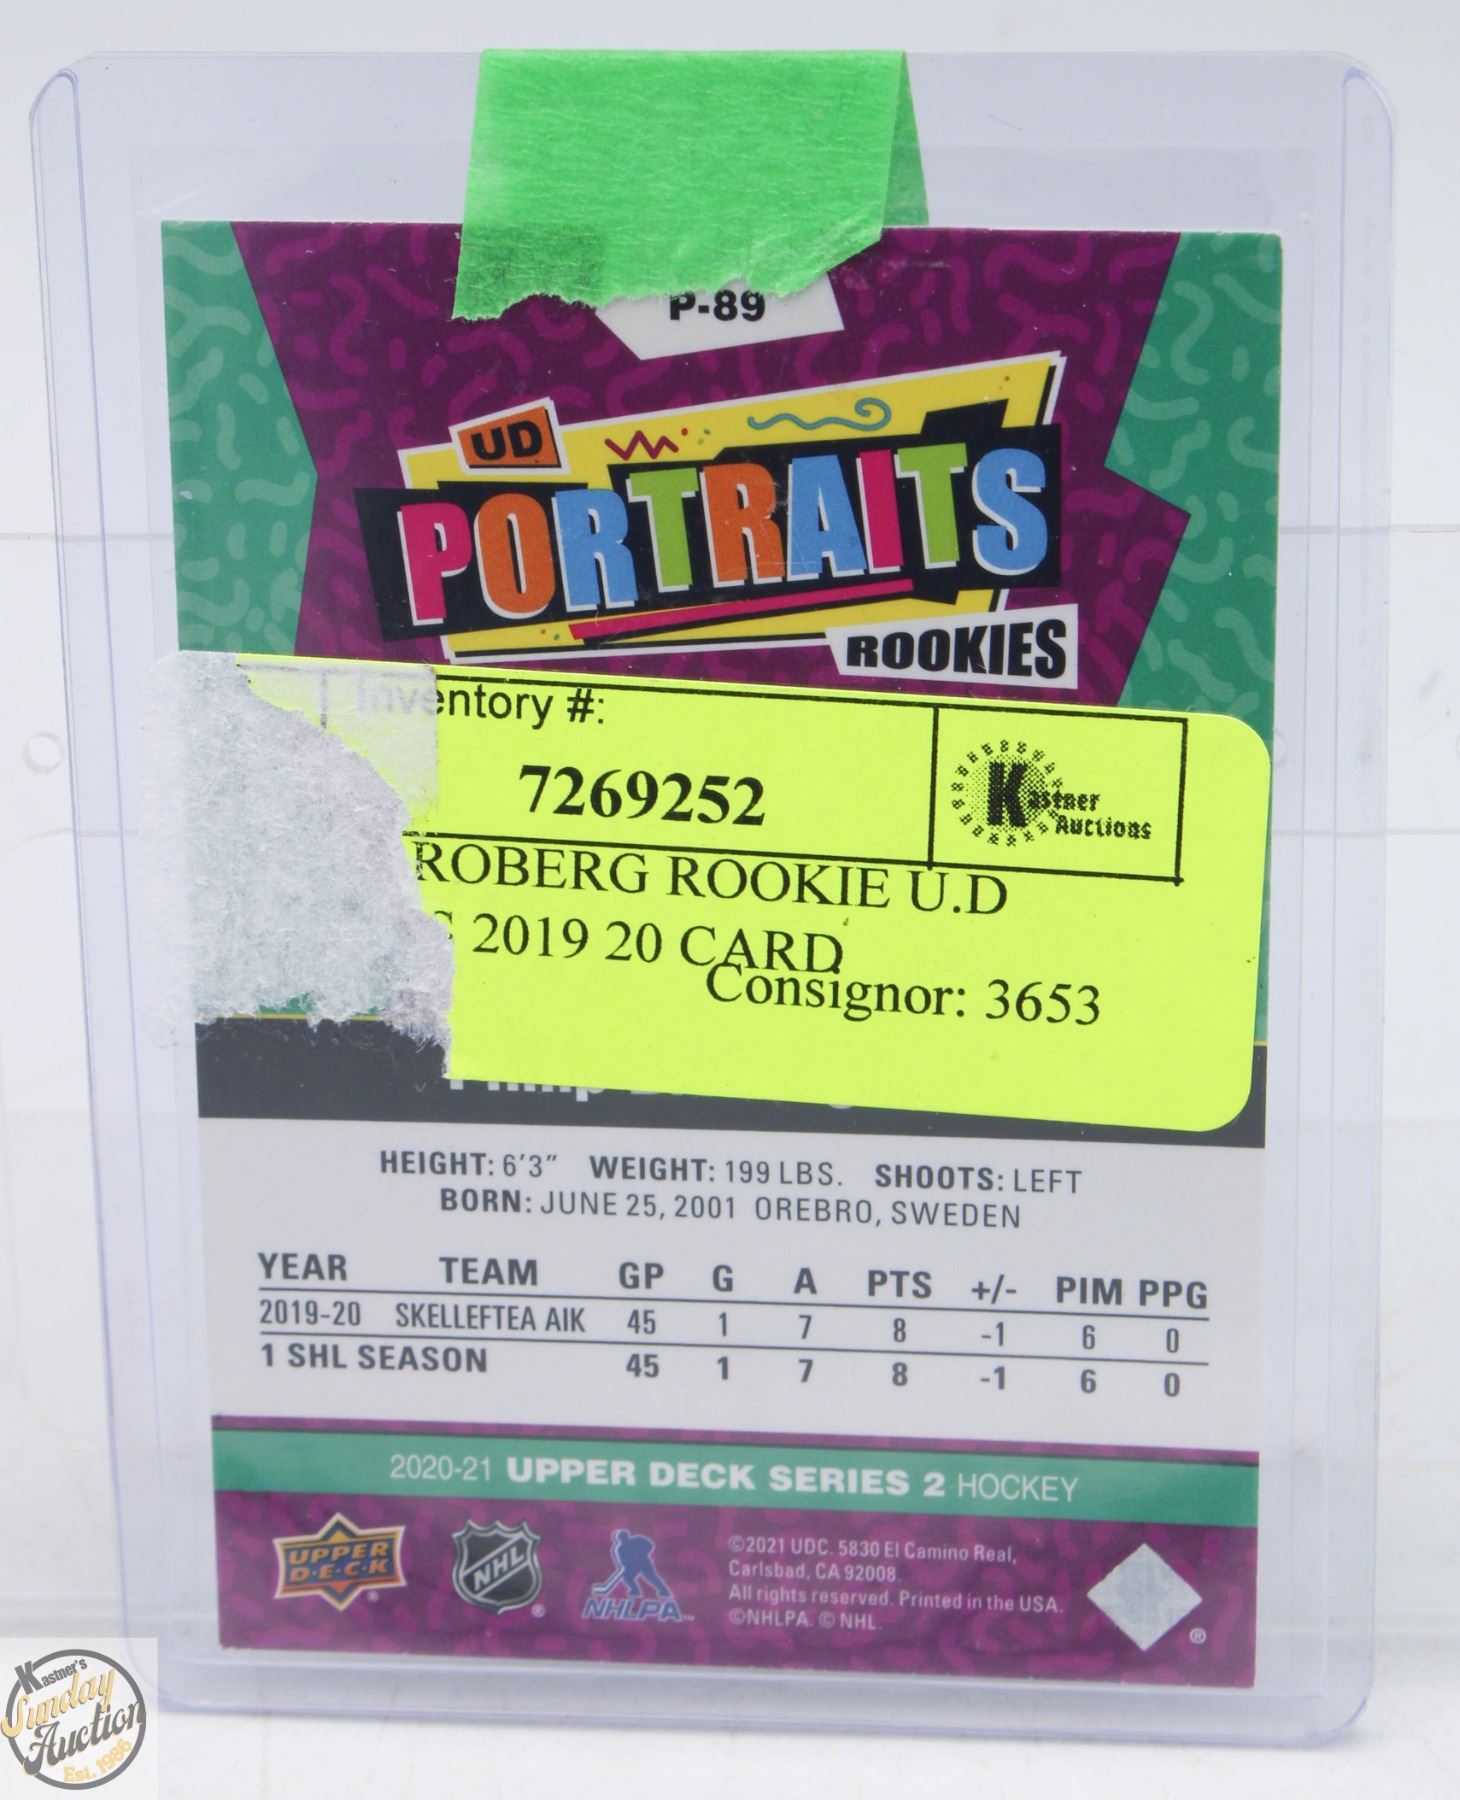 P-89
UD
PORTRAITS
ROOKIES
Inventory #:
7269252
Kastner
Auctions
ROBERG ROOKIE U.D
2019 20 CARD
Consignor: 3653
HEIGHT: 6'3" WEIGHT: 199 LBS. SHOOTS: LEFT
BORN: JUNE 25, 2001 OREBRO, SWEDEN
YEAR TEAM GP G A PTS +/- PIM PPG
2019-20 SKELLEFTEA AIK 45 1 7 8 -1 6 0
1 SHL SEASON 45 1 7 8 -1 6 0
2020-21 UPPER DECK SERIES 2 HOCKEY
UPPER
D·E·C·K
®
NHL
®
NHLPA™
©2021 UDC. 5830 El Camino Real,
Carlsbad, CA 92008.
All rights reserved. Printed in the USA.
©NHLPA. © NHL.
®
Kastner's
Sunday
Auction
Est. 1986